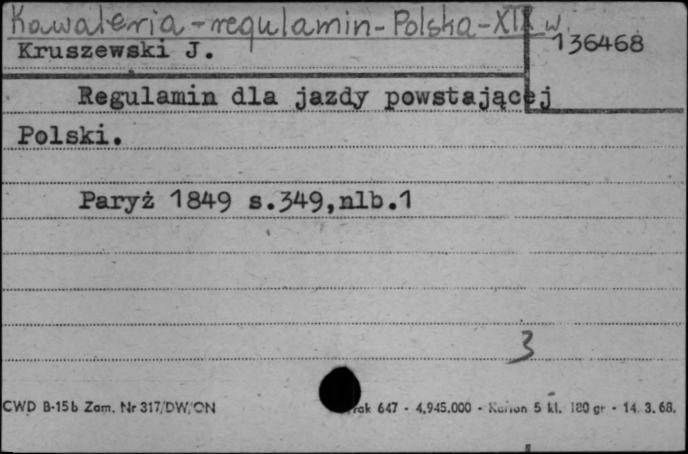 Kawaleria - regulamin - Polska - XIX w.
Kruszewski J.
136468
Regulamin dla jazdy powstającej
Polski.
Paryż 1849 s.349,nlb.1
3
CWD B-15b Zam. Nr 317/DW/ON
647 - 4.945.000 - Karton 5 kl. 180 gr - 14. 3. 68.